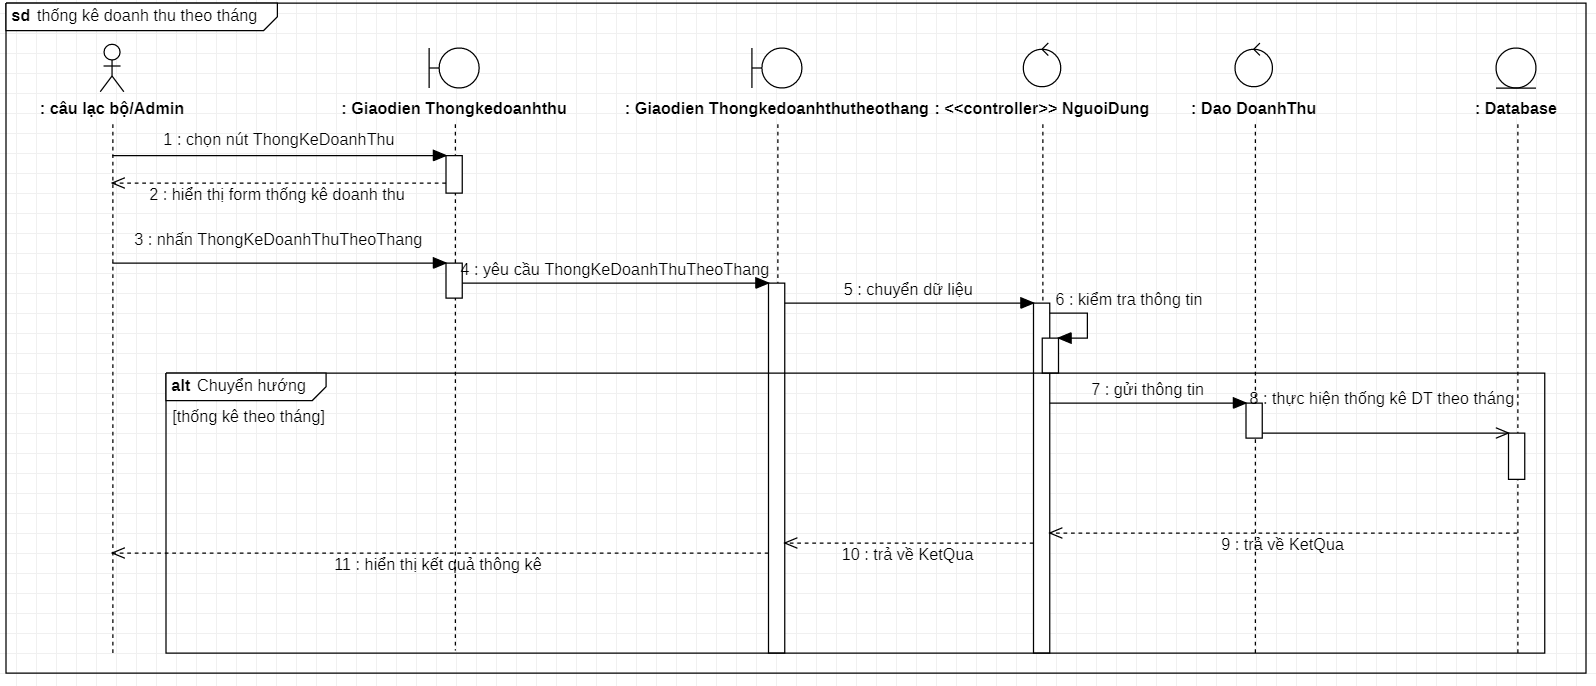 sd thống kê doanh thu theo tháng
: câu lạc bộ/Admin
: Giaodien Thongkedoanhthu
: Giaodien Thongkedoanhthutheothang
: <<controller>> NguoiDung
: Dao DoanhThu
: Database
1 : chọn nút ThongKeDoanhThu
2 : hiển thị form thống kê doanh thu
3 : nhấn ThongKeDoanhThuTheoThang
4 : yêu cầu ThongKeDoanhThuTheoThang
5 : chuyển dữ liệu
6 : kiểm tra thông tin
alt Chuyển hướng
[thống kê theo tháng]
7 : gửi thông tin
8 : thực hiện thống kê DT theo tháng
9 : trả về KetQua
10 : trả về KetQua
11 : hiển thị kết quả thông kê